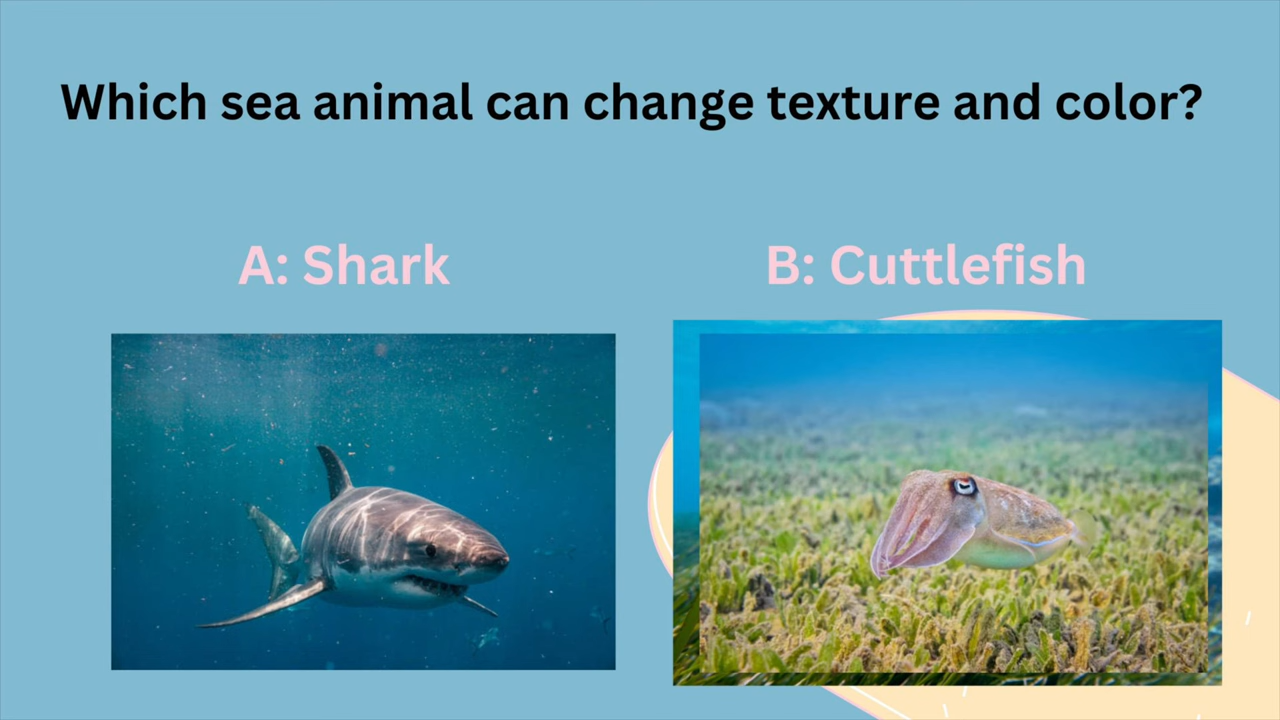 Which sea animal can change texture and color?
A: Shark
B: Cuttlefish